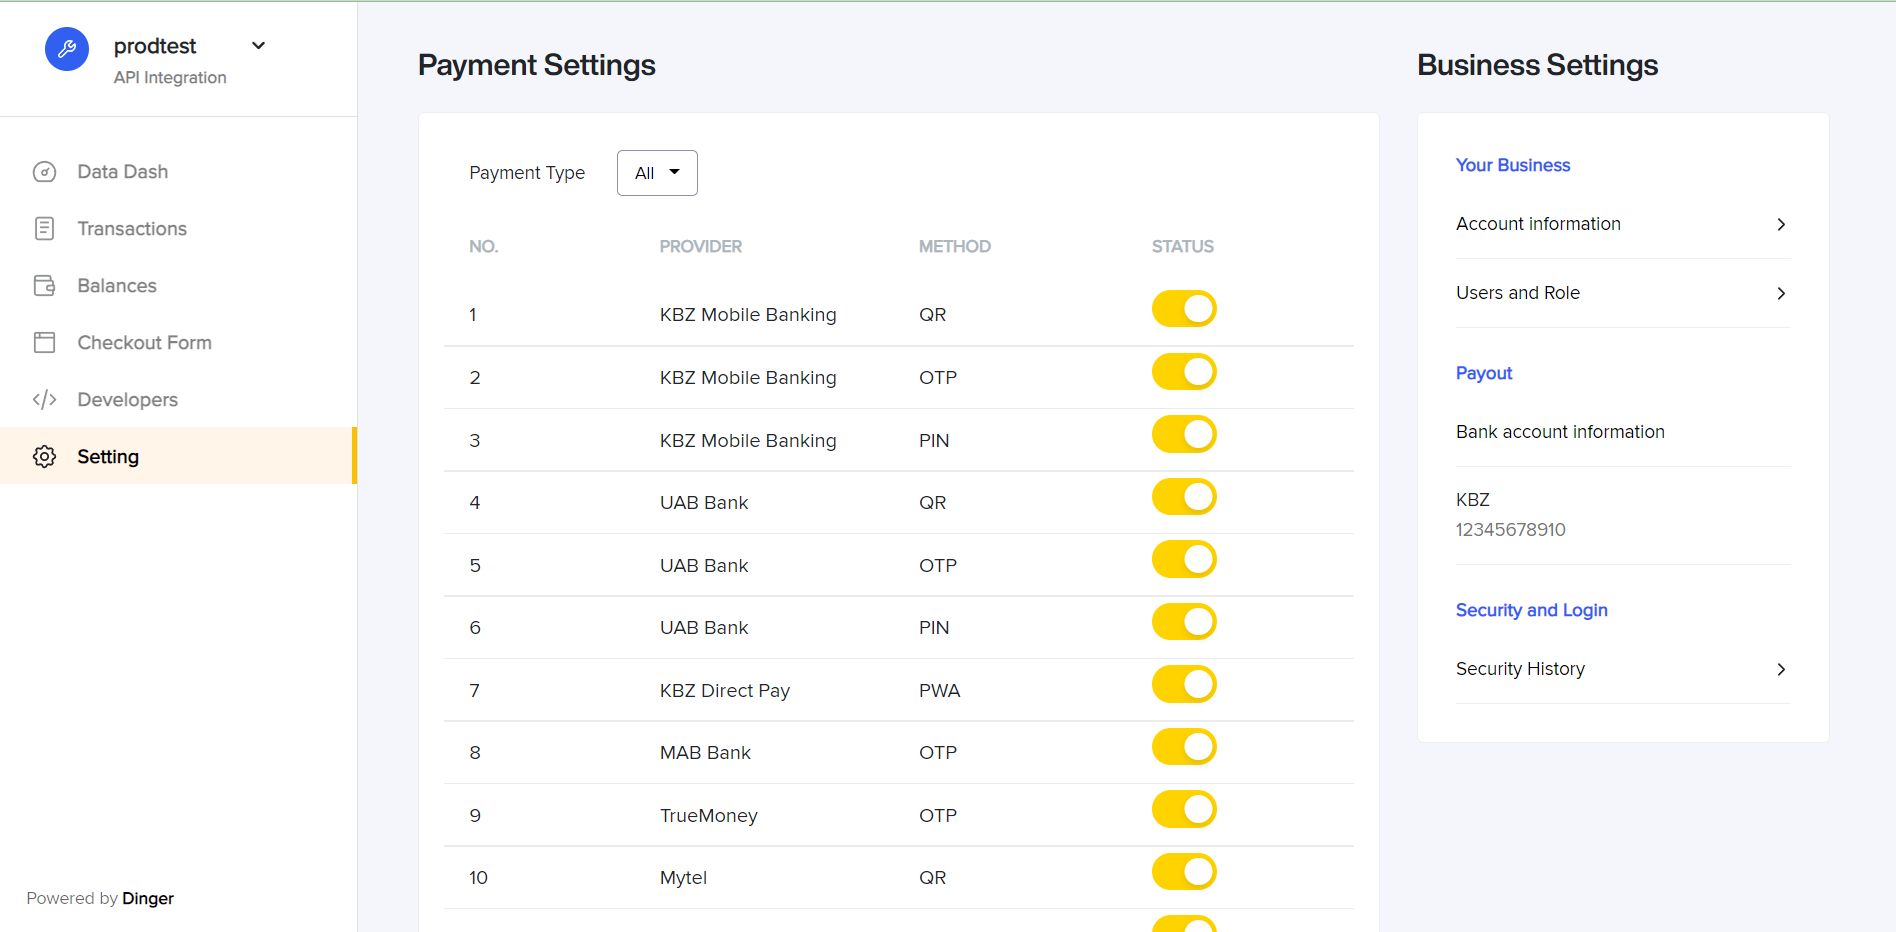 prodtest
API Integration
Data Dash
Transactions
Balances
Checkout Form
Developers
Setting
Powered by Dinger
Payment Settings
Payment Type All
NO. PROVIDER METHOD STATUS
1 KBZ Mobile Banking QR
2 KBZ Mobile Banking OTP
3 KBZ Mobile Banking PIN
4 UAB Bank QR
5 UAB Bank OTP
6 UAB Bank PIN
7 KBZ Direct Pay PWA
8 MAB Bank OTP
9 TrueMoney OTP
10 Mytel QR
Business Settings
Your Business
Account information
Users and Role
Payout
Bank account information
KBZ
12345678910
Security and Login
Security History